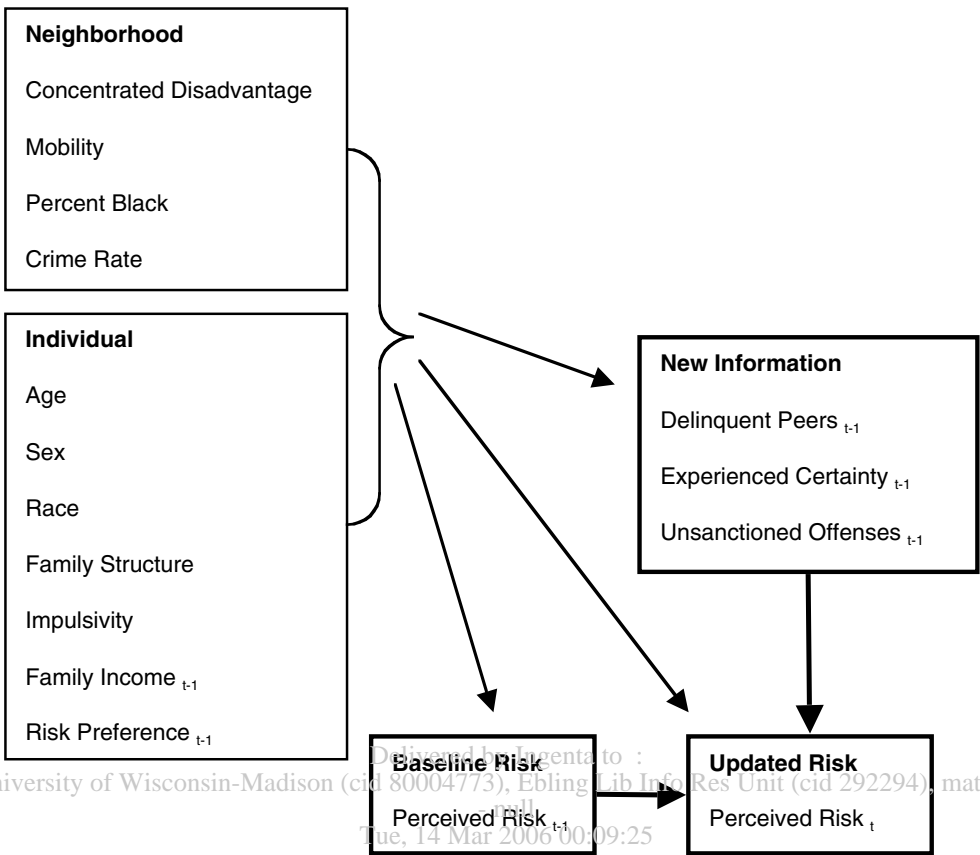 Neighborhood
Concentrated Disadvantage
Mobility
Percent Black
Crime Rate
Individual
Age
Sex
Race
Family Structure
Impulsivity
Family Income t-1
Risk Preference t-1
New Information
Delinquent Peers t-1
Experienced Certainty t-1
Unsanctioned Offenses t-1
Baseline Risk
Perceived Risk t-1
Updated Risk
Perceived Risk t
Delivered by Ingenta to :
niversity of Wisconsin-Madison (cid 80004773), Ebling Lib Info Res Unit (cid 292294), mat
- null
Tue, 14 Mar 2006 00:09:25